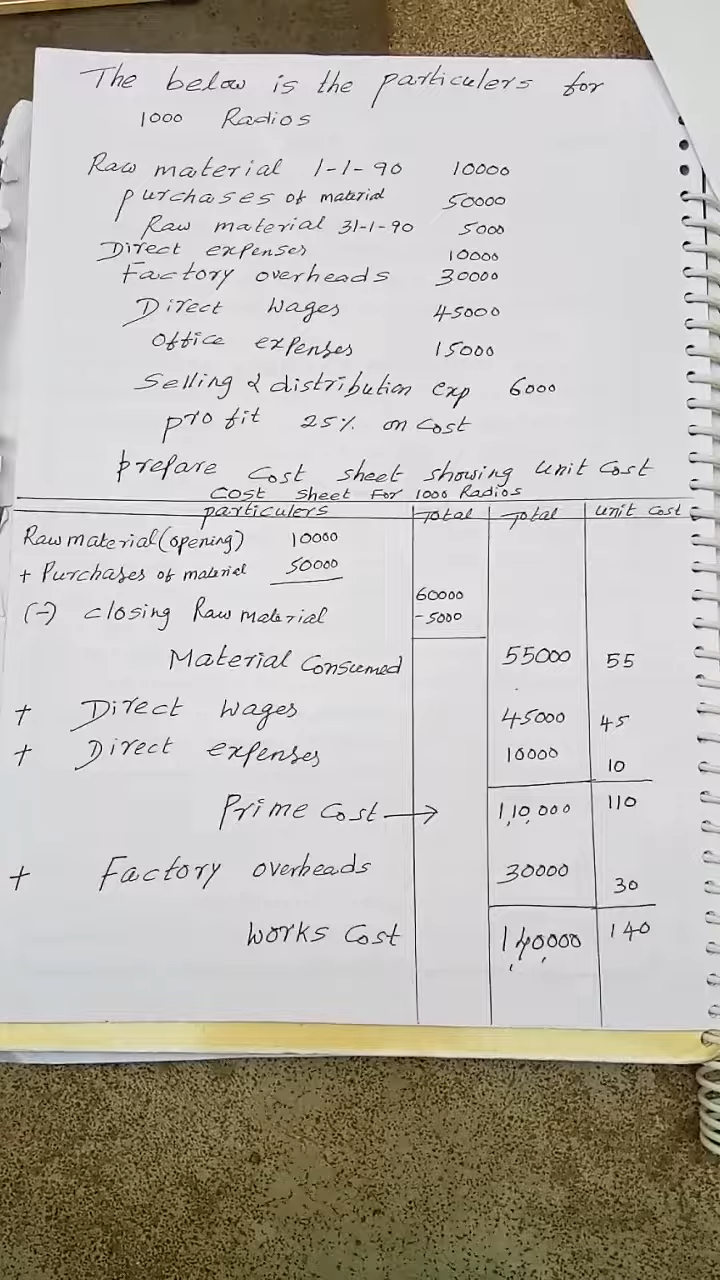 The below is the particulers for
1000 Radios
Raw material 1-1-90 10000
purchases of material 50000
Raw material 31-1-90 5000
Direct expenses 10000
Factory overheads 30000
Direct wages 45000
office expenses 15000
Selling & distribution exp 6000
profit 25% on cost
prepare cost sheet showing unit cost
cost sheet For 1000 Radios
particulers Total Total unit cost
Raw material (opening) 10000
+ Purchases of material 50000
60000
(-) closing Raw material -5000
Material Consumed 55000 55
+ Direct wages 45000 45
+ Direct expenses 10000 10
Prime cost → 1,10,000 110
+ Factory overheads 30000 30
works cost 1,40,000 140